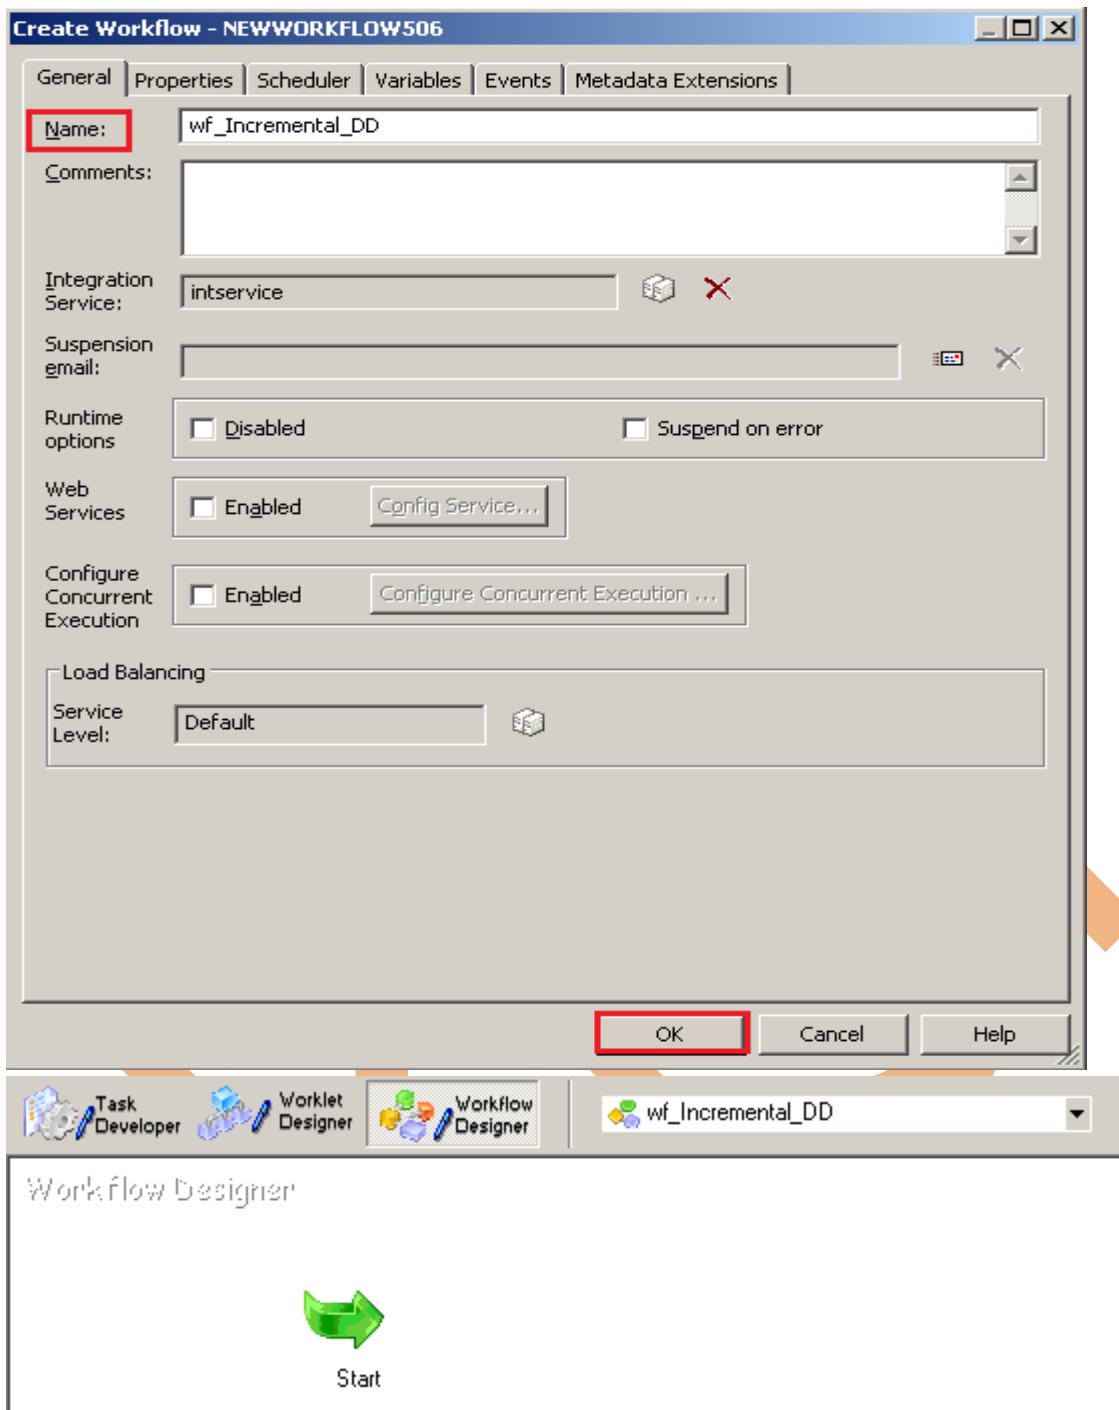 Create Workflow - NEWWORKFLOW506
General Properties Scheduler Variables Events Metadata Extensions
Name: wf_Incremental_DD
Comments:
Integration
Service: intservice
Suspension
email:
Runtime
options
Disabled Suspend on error
Web
Services
Enabled Config Service...
Configure
Concurrent
Execution
Enabled Configure Concurrent Execution ...
Load Balancing
Service
Level: Default
OK Cancel Help
Task
Developer
Worklet
Designer
Workflow
Designer
wf_Incremental_DD
Workflow Designer
Start